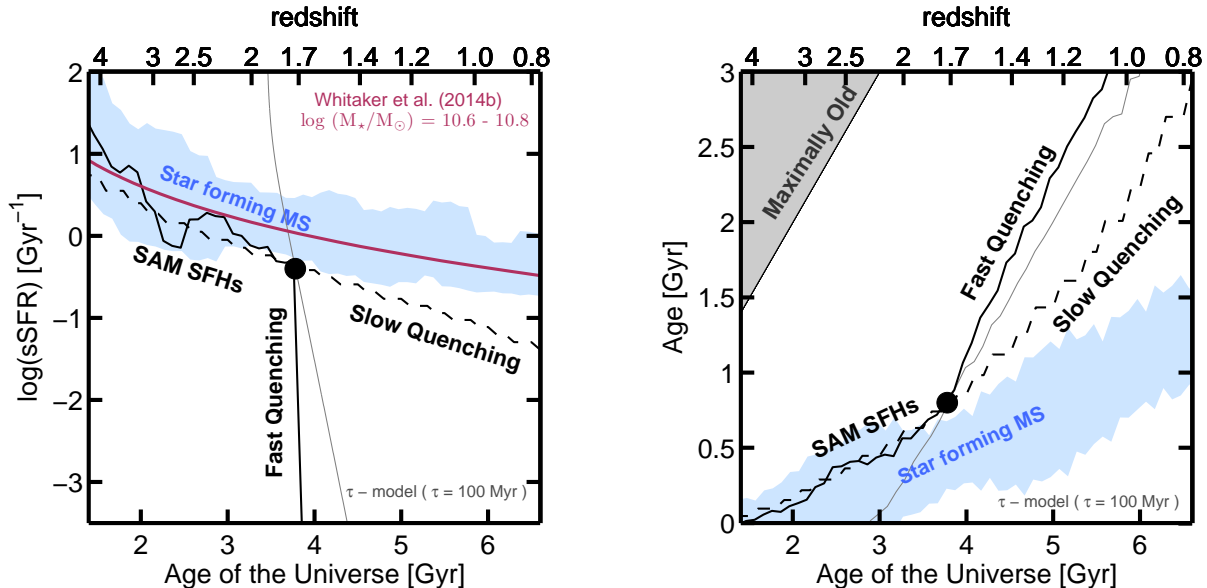 redshift
4 3 2.5 2 1.7 1.4 1.2 1.0 0.8
Whitaker et al. (2014b)
log (M⋆/M⊙) = 10.6 - 10.8
Star forming MS
SAM SFHs
Fast Quenching
Slow Quenching
τ − model ( τ = 100 Myr )
log(sSFR) [Gyr⁻¹]
2
1
0
−1
−2
−3
2 3 4 5 6
Age of the Universe [Gyr]
redshift
4 3 2.5 2 1.7 1.4 1.2 1.0 0.8
Maximally Old
Fast Quenching
Slow Quenching
SAM SFHs
Star forming MS
τ − model ( τ = 100 Myr )
Age [Gyr]
3
2.5
2
1.5
1
0.5
0
2 3 4 5 6
Age of the Universe [Gyr]